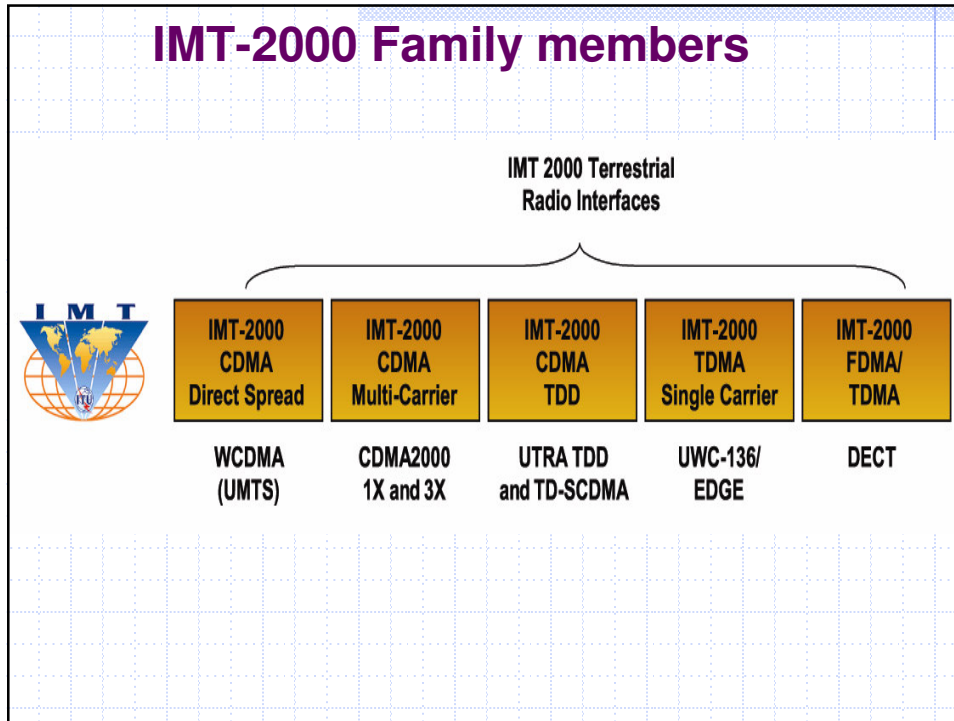 IMT-2000 Family members
IMT 2000 Terrestrial
Radio Interfaces
I M T
ITU
IMT-2000
CDMA
Direct Spread
IMT-2000
CDMA
Multi-Carrier
IMT-2000
CDMA
TDD
IMT-2000
TDMA
Single Carrier
IMT-2000
FDMA/
TDMA
WCDMA
(UMTS)
CDMA2000
1X and 3X
UTRA TDD
and TD-SCDMA
UWC-136/
EDGE
DECT